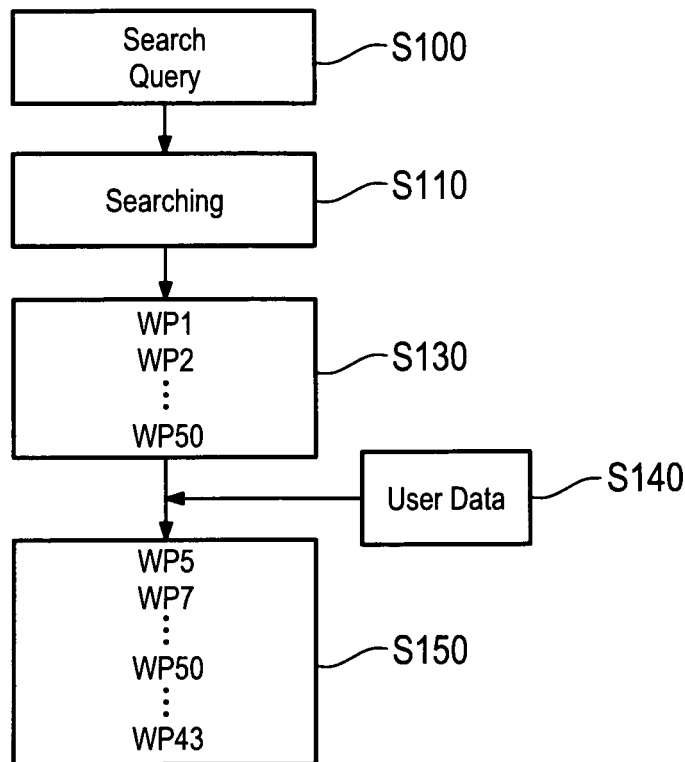 Search
Query
S100
Searching
S110
WP1
WP2
WP50
S130
User Data
S140
WP5
WP7
WP50
WP43
S150